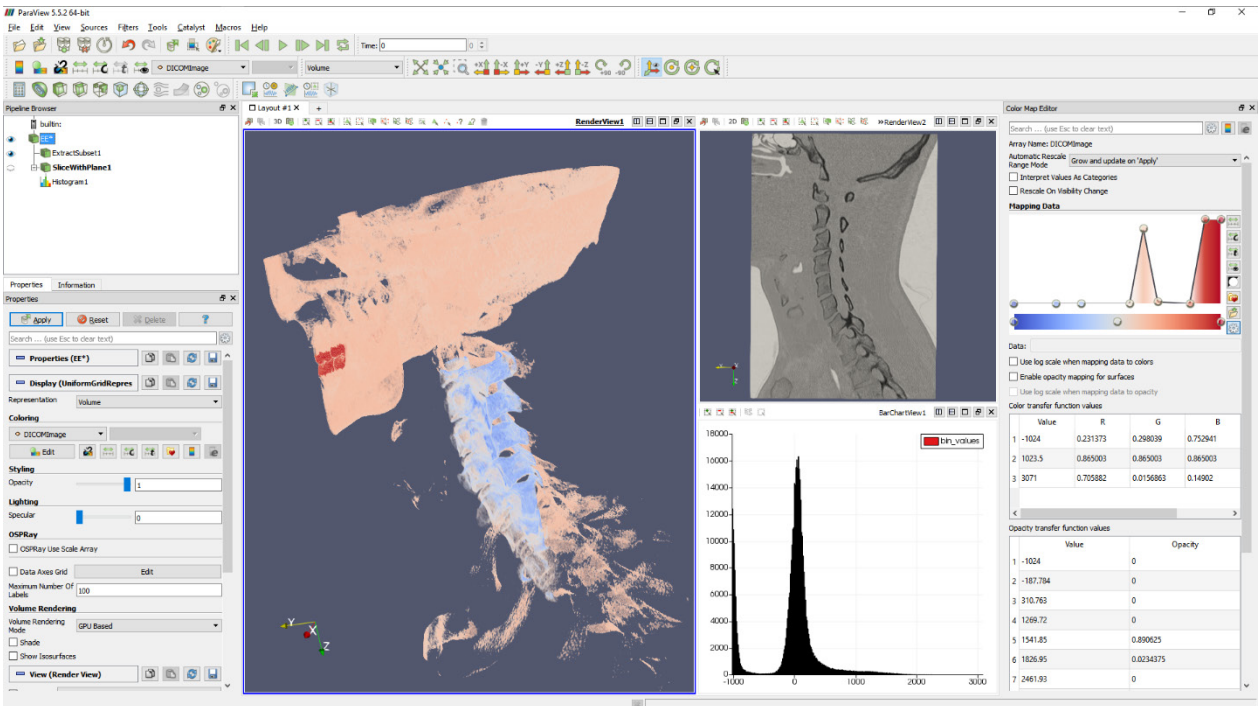 ParaView 5.5.2 64-bit
File Edit View Sources Filters Tools Catalyst Macros Help
Time: 0 0
DICOMImage Volume +X -X +Y -Y +Z -Z +90 -90
Pipeline Browser
builtin:
EE*
ExtractSubset1
SliceWithPlane1
Histogram1
Properties Information
Properties
Apply Reset Delete ?
Search ... (use Esc to clear text)
Properties (EE*)
Display (UniformGridRepres
Representation Volume
Coloring
DICOMImage
Edit
Styling
Opacity 1
Lighting
Specular 0
OSPRay
OSPRay Use Scale Array
Data Axes Grid Edit
Maximum Number Of
Labels 100
Volume Rendering
Volume Rendering
Mode GPU Based
Shade
Show Isosurfaces
View (Render View)
Layout #1 X +
3D RenderView1
Y X Z
2D »RenderView2
BarChartView1
bin_values
18000
16000
14000
12000
10000
8000
6000
4000
2000
0
-1000 0 1000 2000 3000
Color Map Editor
Search ... (use Esc to clear text)
Array Name: DICOMImage
Automatic Rescale
Range Mode Grow and update on 'Apply'
Interpret Values As Categories
Rescale On Visibility Change
Mapping Data
Data:
Use log scale when mapping data to colors
Enable opacity mapping for surfaces
Use log scale when mapping data to opacity
Color transfer function values
Value R G B
1 -1024 0.231373 0.298039 0.752941
2 1023.5 0.865003 0.865003 0.865003
3 3071 0.705882 0.0156863 0.14902
Opacity transfer function values
Value Opacity
1 -1024 0
2 -187.784 0
3 310.763 0
4 1269.72 0
5 1541.85 0.890625
6 1826.95 0.0234375
7 2461.93 0